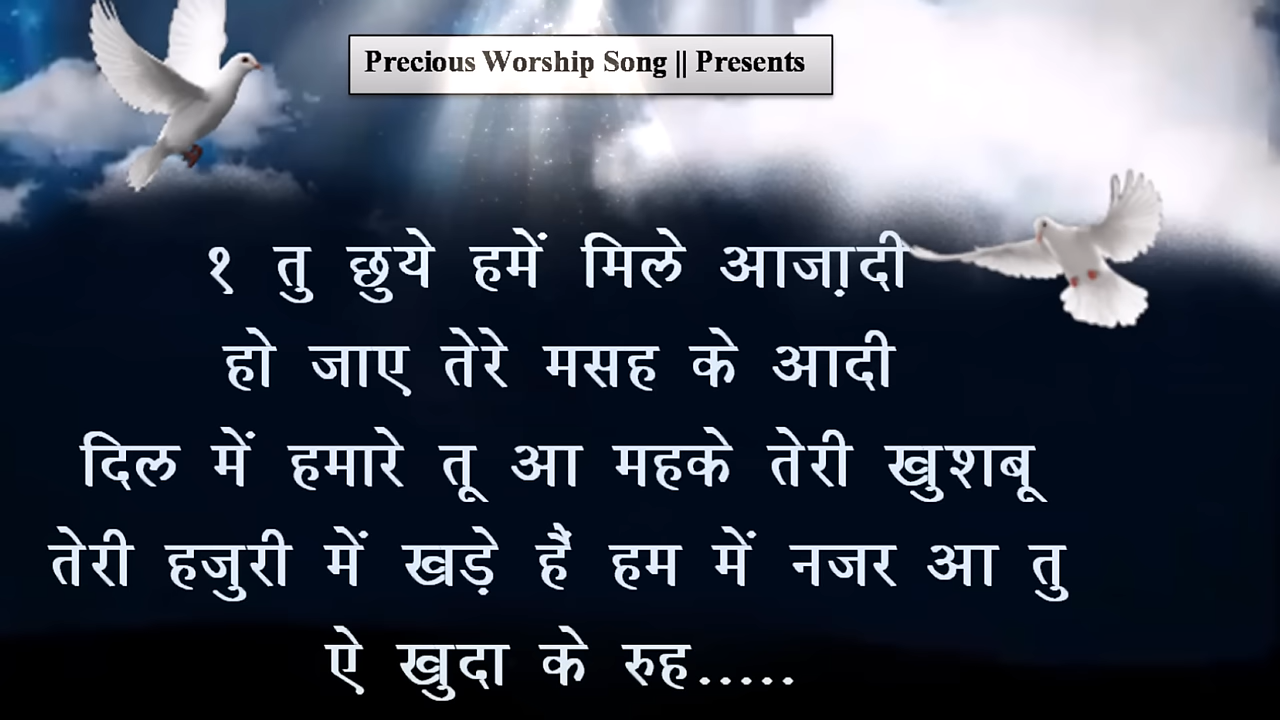 Precious Worship Song || Presents
१ तु छुये हमें मिले आजा़दी
हो जाए तेरे मसह के आदी
दिल में हमारे तू आ महके तेरी खुशबू
तेरी हजुरी में खड़े हैं हम में नजर आ तु
ऐ खुदा के रुह.....